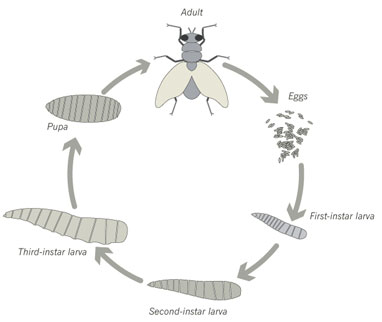 Adult
Eggs
First-instar larva
Second-instar larva
Third-instar larva
Pupa